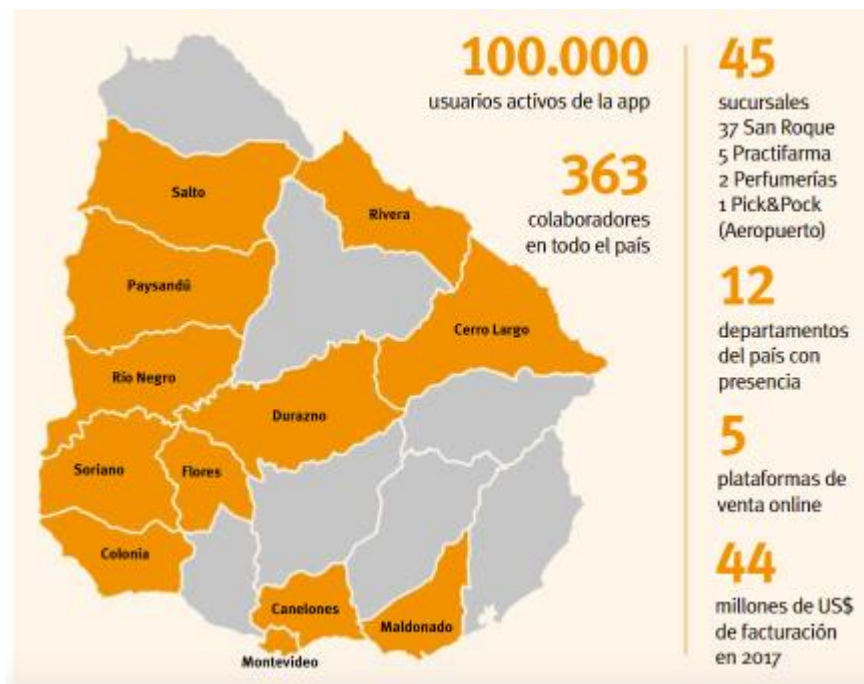 100.000
usuarios activos de la app
363
colaboradores
en todo el país
45
sucursales
37 San Roque
5 Practifarma
2 Perfumerías
1 Pick&Pock
(Aeropuerto)
12
departamentos
del país con
presencia
5
plataformas de
venta online
44
millones de US$
de facturación
en 2017
Salto
Rivera
Paysandú
Cerro Largo
Río Negro
Durazno
Soriano
Flores
Colonia
Canelones
Maldonado
Montevideo